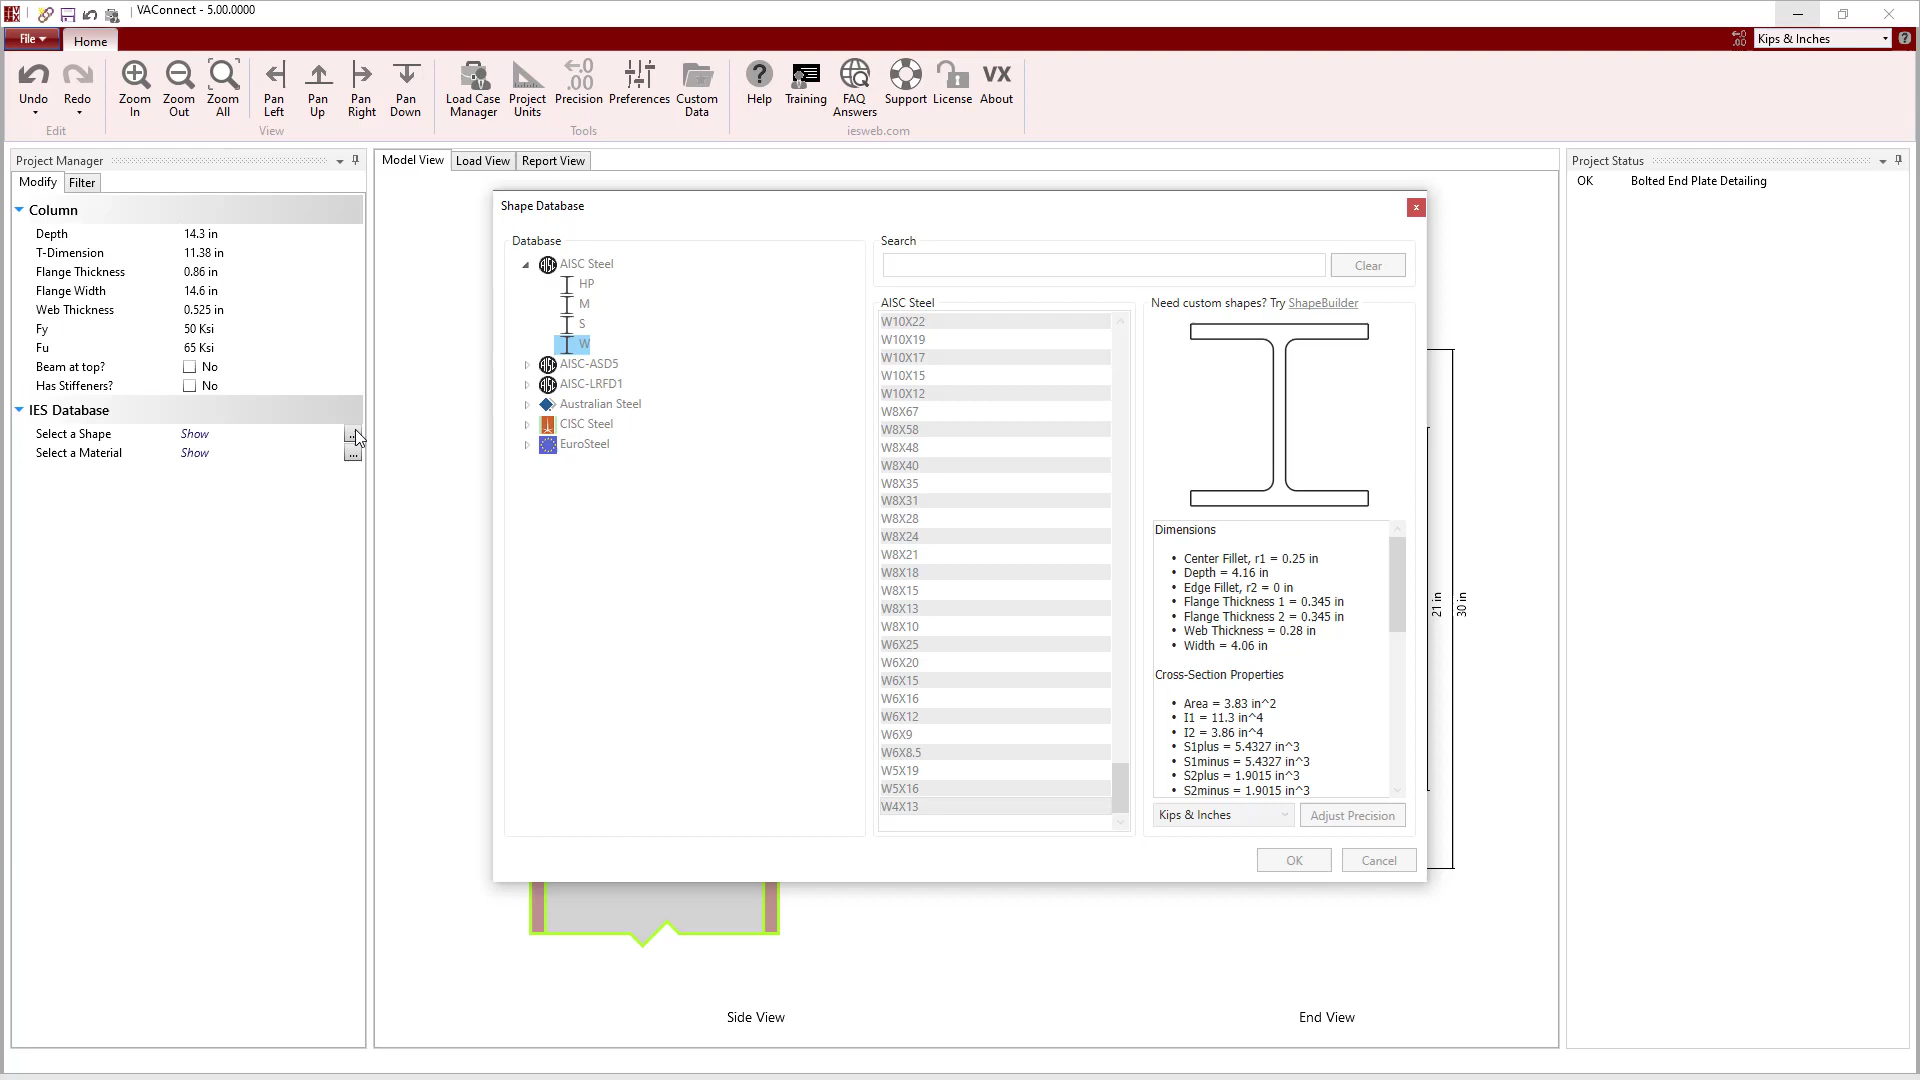 VAConnect - 5.00.0000
File
Home
Kips & Inches
Undo
Redo
Zoom In
Zoom Out
Zoom All
Pan Left
Pan Up
Pan Right
Pan Down
Load Case Manager
Project Units
Precision
Preferences
Custom Data
Help
Training
FAQ Answers
Support
License
VX
About
Edit
View
Tools
iesweb.com
Project Manager
Modify
Filter
Column
Depth 14.3 in
T-Dimension 11.38 in
Flange Thickness 0.86 in
Flange Width 14.6 in
Web Thickness 0.525 in
Fy 50 Ksi
Fu 65 Ksi
Beam at top? No
Has Stiffeners? No
IES Database
Select a Shape Show ...
Select a Material Show ...
Model View
Load View
Report View
Shape Database
Database
AISC Steel
HP
M
S
W
AISC-ASD5
AISC-LRFD1
Australian Steel
CISC Steel
EuroSteel
Search
Clear
AISC Steel
W10X22
W10X19
W10X17
W10X15
W10X12
W8X67
W8X58
W8X48
W8X40
W8X35
W8X31
W8X28
W8X24
W8X21
W8X18
W8X15
W8X13
W8X10
W6X25
W6X20
W6X15
W6X16
W6X12
W6X9
W6X8.5
W5X19
W5X16
W4X13
Need custom shapes? Try ShapeBuilder
Dimensions
• Center Fillet, r1 = 0.25 in
• Depth = 4.16 in
• Edge Fillet, r2 = 0 in
• Flange Thickness 1 = 0.345 in
• Flange Thickness 2 = 0.345 in
• Web Thickness = 0.28 in
• Width = 4.06 in
Cross-Section Properties
• Area = 3.83 in^2
• I1 = 11.3 in^4
• I2 = 3.86 in^4
• S1plus = 5.4327 in^3
• S1minus = 5.4327 in^3
• S2plus = 1.9015 in^3
• S2minus = 1.9015 in^3
Kips & Inches
Adjust Precision
OK
Cancel
21 in
30 in
Side View
End View
Project Status
OK Bolted End Plate Detailing